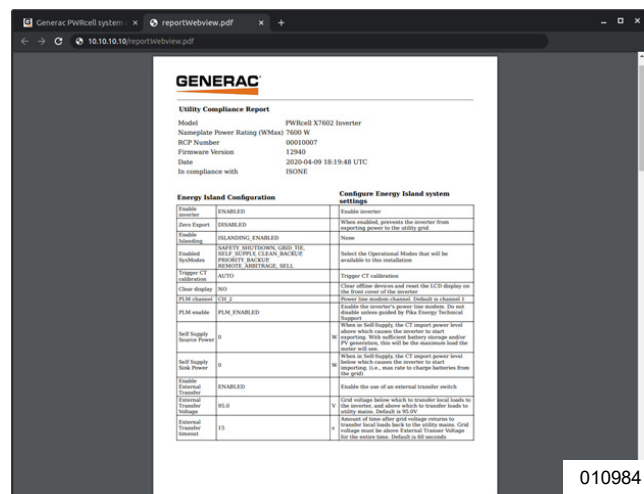 Generac PWRcell system
reportWebview.pdf
10.10.10.10/reportWebview.pdf
GENERAC
Utility Compliance Report
Model PWRcell X7602 Inverter
Nameplate Power Rating (WMax) 7600 W
RCP Number 00010007
Firmware Version 12940
Date 2020-04-09 18:19:48 UTC
In compliance with ISONE
Energy Island Configuration
Configure Energy Island system
settings
Enable
inverter
ENABLED
Enable inverter
Zero Export
DISABLED
When enabled, prevents the inverter from
exporting power to the utility grid
Enable
Islanding
ISLANDING_ENABLED
None
Enabled
SysModes
SAFETY_SHUTDOWN, GRID_TIE,
SELF_SUPPLY, CLEAN_BACKUP,
PRIORITY_BACKUP,
REMOTE_ARBITRAGE, SELL
Select the Operational Modes that will be
available to this installation
Trigger CT
calibration
AUTO
Trigger CT calibration
Clear display
NO
Clear offline devices and reset the LCD display on
the front cover of the inverter
PLM channel
CH_2
Power line modem channel. Default is channel 1
PLM enable
PLM_ENABLED
Enable the inverter's power line modem. Do not
disable unless guided by Pika Energy Technical
Support
Self Supply
Source Power
0
W
When in Self-Supply, the CT import power level
above which causes the inverter to start
exporting. With sufficient battery storage and/or
PV generation, this will be the maximum load the
meter will see.
Self Supply
Sink Power
0
W
When in Self-Supply, the CT import power level
below which causes the inverter to start
importing. (i.e., max rate to charge batteries from
the grid)
Enable
External
Transfer
ENABLED
Enable the use of an external transfer switch
External
Transfer
Voltage
95.0
V
Grid voltage below which to transfer local loads to
the inverter, and above which to transfer loads to
utility mains. Default is 95.0V
External
Transfer
timeout
15
s
Amount of time after grid voltage returns to
transfer local loads back to the utility mains. Grid
voltage must be above External Transer Voltage
for the entire time. Default is 60 seconds
010984